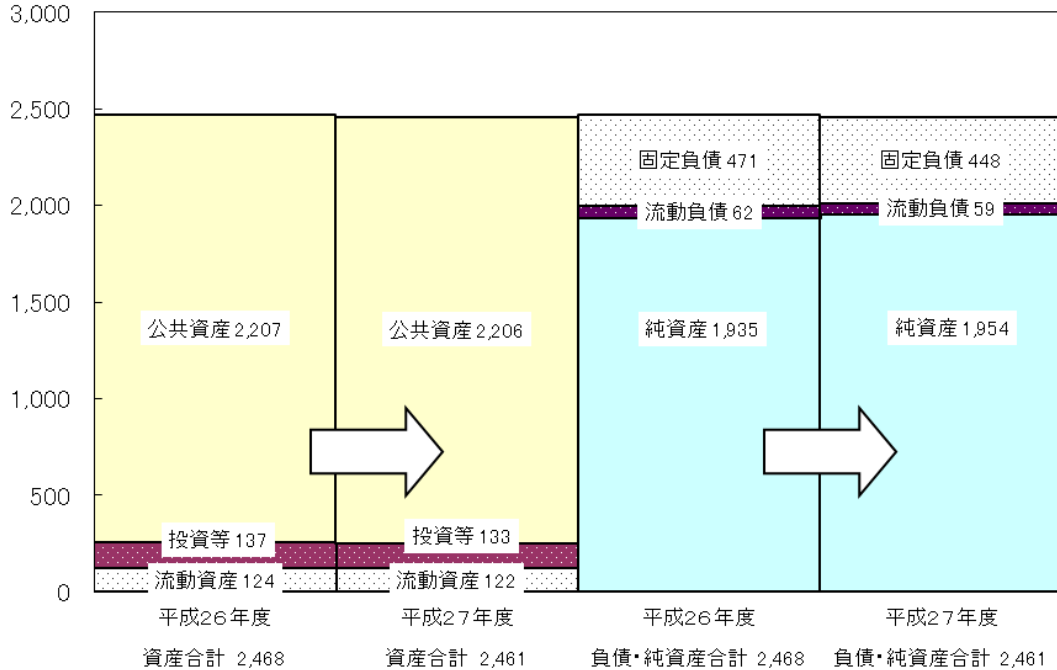 3,000
2,500
2,000
1,500
1,000
500
0
固定負債 471
固定負債 448
流動負債 62
流動負債 59
公共資産 2,207
公共資産 2,206
純資産 1,935
純資産 1,954
投資等 137
投資等 133
流動資産 124
流動資産 122
平成26年度
平成27年度
平成26年度
平成27年度
資産合計 2,468
資産合計 2,461
負債・純資産合計 2,468
負債・純資産合計 2,461